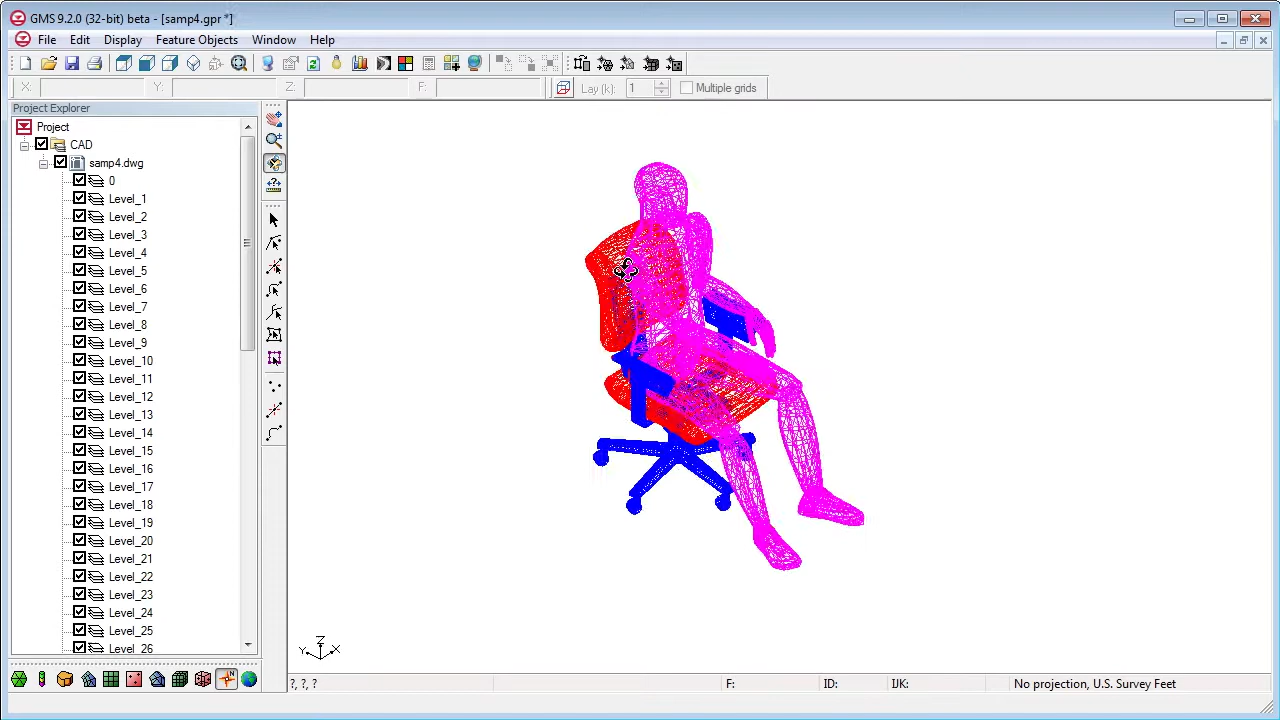 GMS 9.2.0 (32-bit) beta - [samp4.gpr *]
File Edit Display Feature Objects Window Help
X: Y: Z: F: Lay (k): 1 Multiple grids
Project Explorer
Project
CAD
samp4.dwg
0
Level_1
Level_2
Level_3
Level_4
Level_5
Level_6
Level_7
Level_8
Level_9
Level_10
Level_11
Level_12
Level_13
Level_14
Level_15
Level_16
Level_17
Level_18
Level_19
Level_20
Level_21
Level_22
Level_23
Level_24
Level_25
Level_26
Z
Y X
?, ?, ? F: ID: IJK: No projection, U.S. Survey Feet